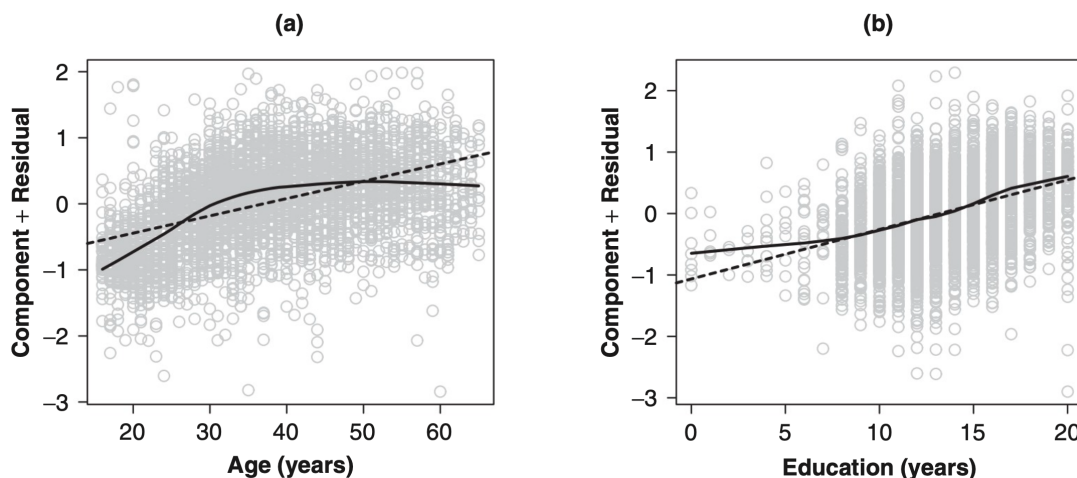 (a)
2
1
0
−1
−2
−3
20 30 40 50 60
Component + Residual
Age (years)
(b)
2
1
0
−1
−2
−3
0 5 10 15 20
Component + Residual
Education (years)